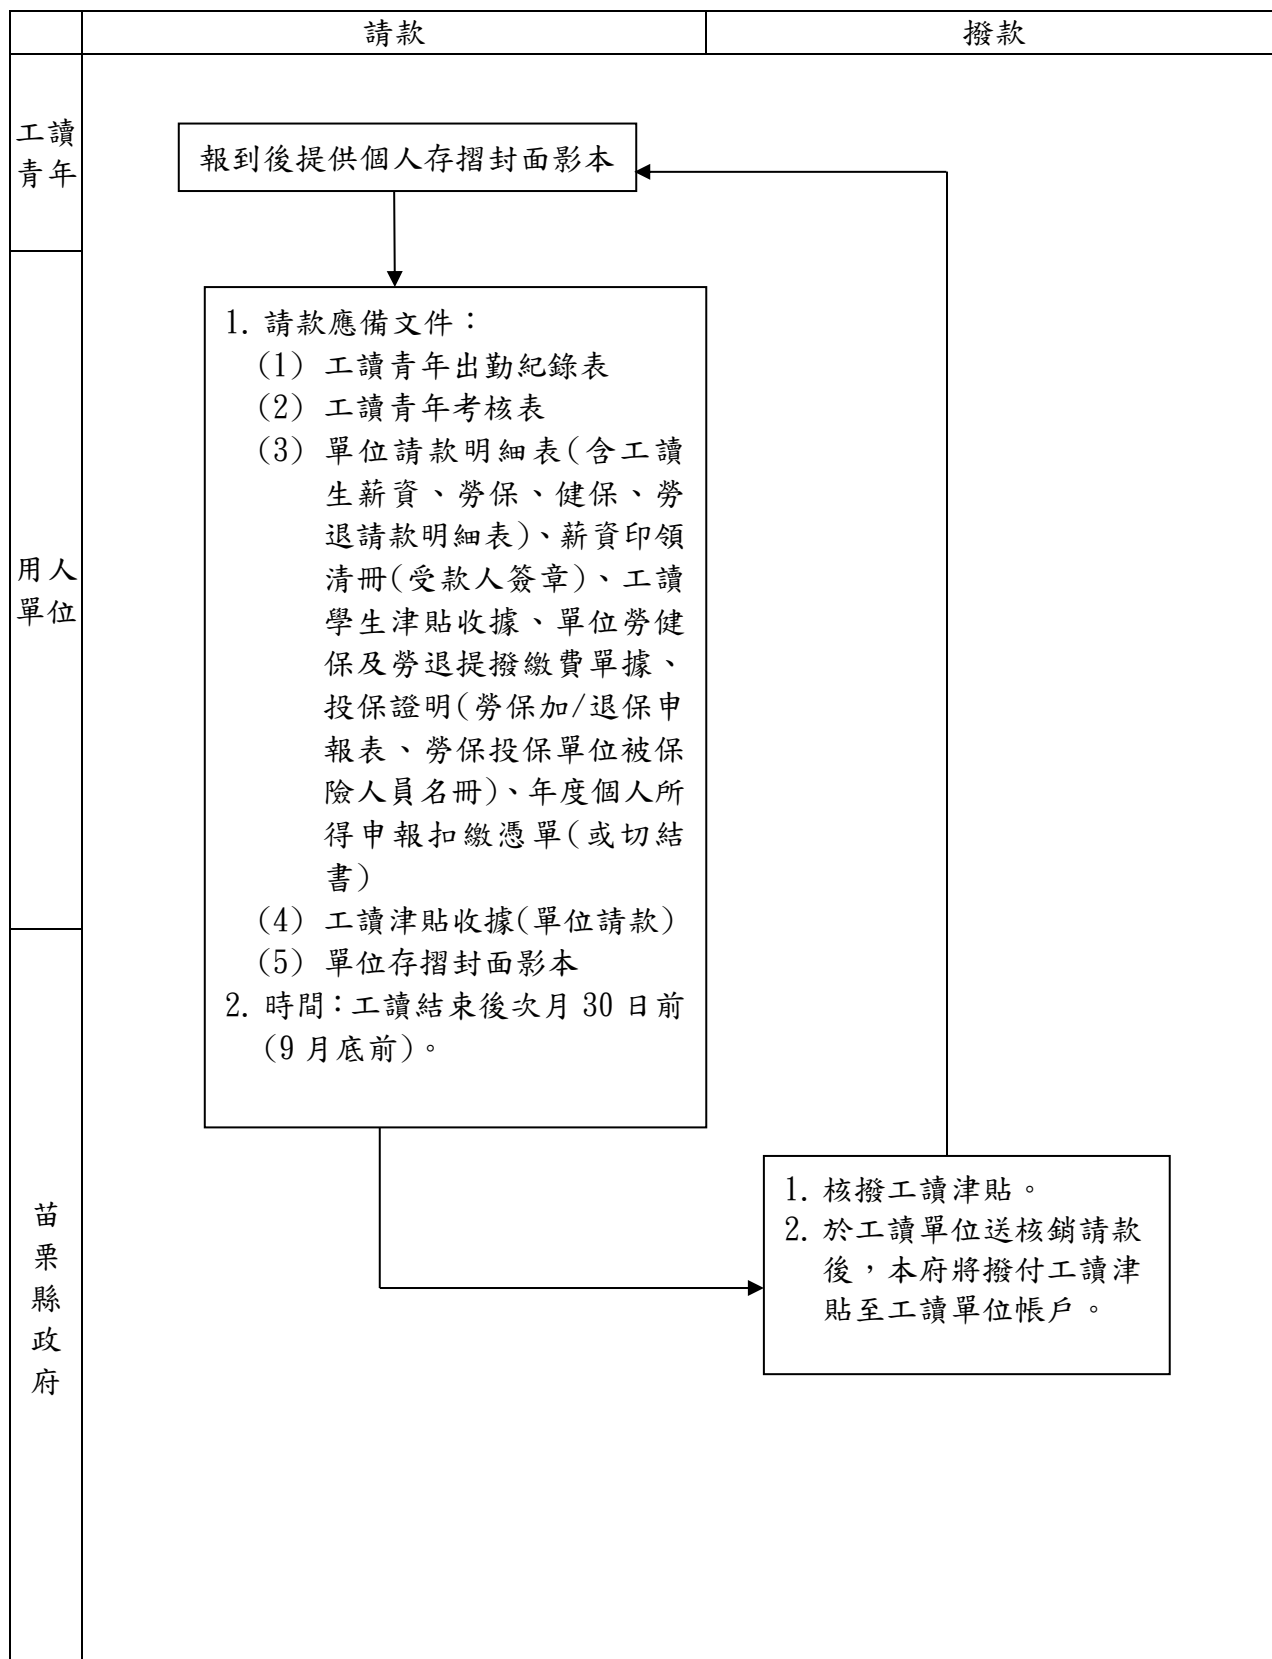 請款
撥款
工讀
青年
報到後提供個人存摺封面影本
用人
單位
1. 請款應備文件：
(1) 工讀青年出勤紀錄表
(2) 工讀青年考核表
(3) 單位請款明細表(含工讀
生薪資、勞保、健保、勞
退請款明細表)、薪資印領
清冊(受款人簽章)、工讀
學生津貼收據、單位勞健
保及勞退提撥繳費單據、
投保證明(勞保加/退保申
報表、勞保投保單位被保
險人員名冊)、年度個人所
得申報扣繳憑單(或切結
書)
(4) 工讀津貼收據(單位請款)
(5) 單位存摺封面影本
2. 時間：工讀結束後次月 30 日前
(9 月底前)。
苗
栗
縣
政
府
1. 核撥工讀津貼。
2. 於工讀單位送核銷請款
後，本府將撥付工讀津
貼至工讀單位帳戶。